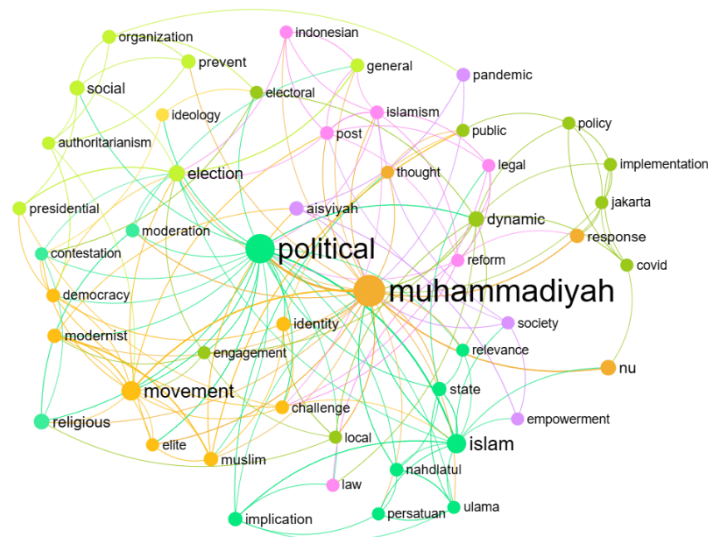 organization
indonesian
prevent
general
pandemic
social
electoral
ideology
islamism
policy
post
public
authoritarianism
thought
legal
implementation
election
jakarta
presidential
aisyiyah
dynamic
moderation
response
contestation
political
reform
covid
democracy
muhammadiyah
modernist
identity
society
engagement
relevance
nu
movement
state
challenge
religious
empowerment
elite
local
islam
muslim
nahdlatul
law
ulama
persatuan
implication